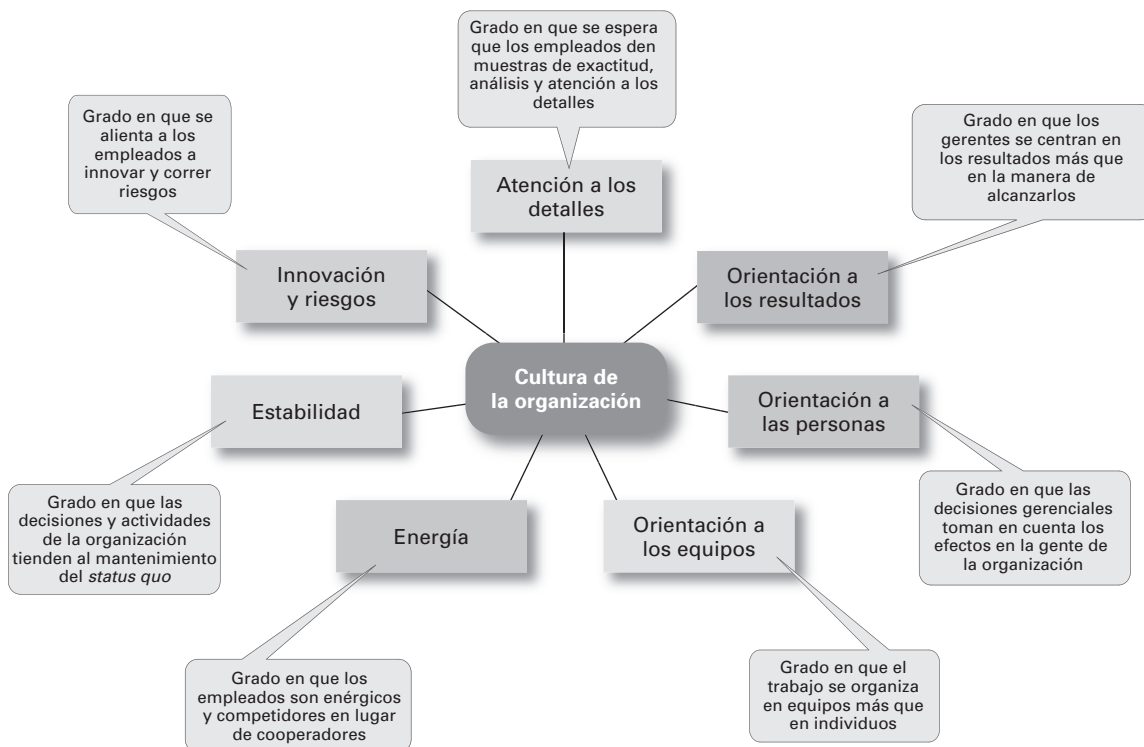 Grado en que se espera
que los empleados den
muestras de exactitud,
análisis y atención a los
detalles
Atención a los
detalles
Grado en que se
alienta a los
empleados a
innovar y correr
riesgos
Innovación
y riesgos
Grado en que los
gerentes se centran en
los resultados más que
en la manera de
alcanzarlos
Orientación a
los resultados
Cultura de
la organización
Estabilidad
Grado en que las
decisiones y actividades
de la organización
tienden al mantenimiento
del status quo
Orientación a
las personas
Grado en que las
decisiones gerenciales
toman en cuenta los
efectos en la gente de
la organización
Energía
Grado en que los
empleados son enérgicos
y competidores en lugar
de cooperadores
Orientación a
los equipos
Grado en que el
trabajo se organiza
en equipos más que
en individuos